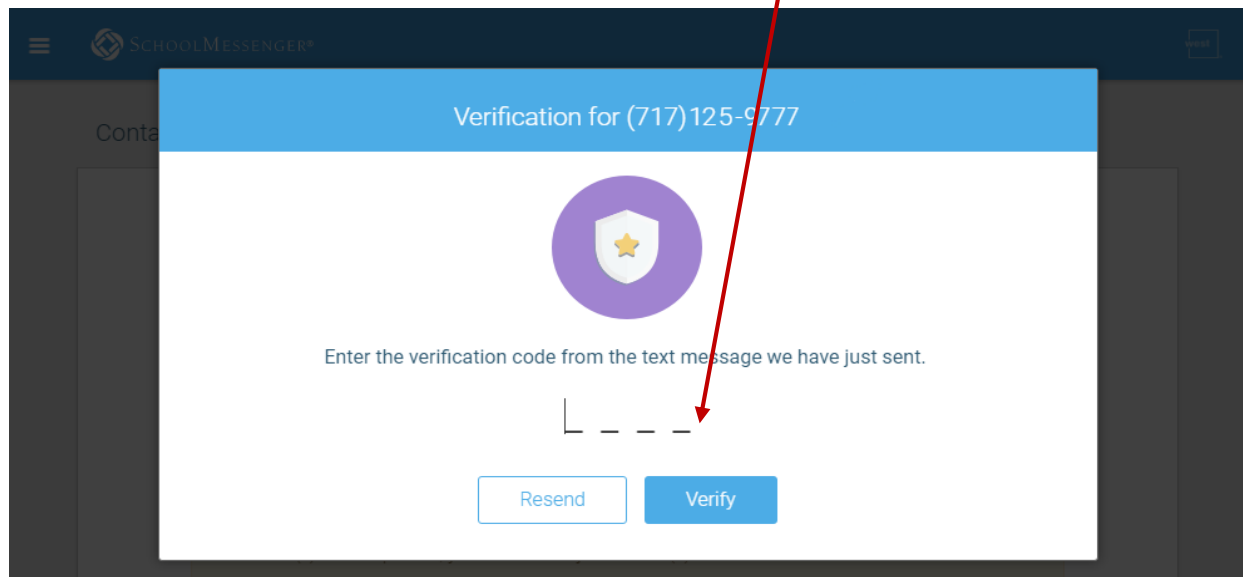 SCHOOLMESSENGER®
west
Conta
Verification for (717)125-9777
Enter the verification code from the text message we have just sent.
Resend
Verify